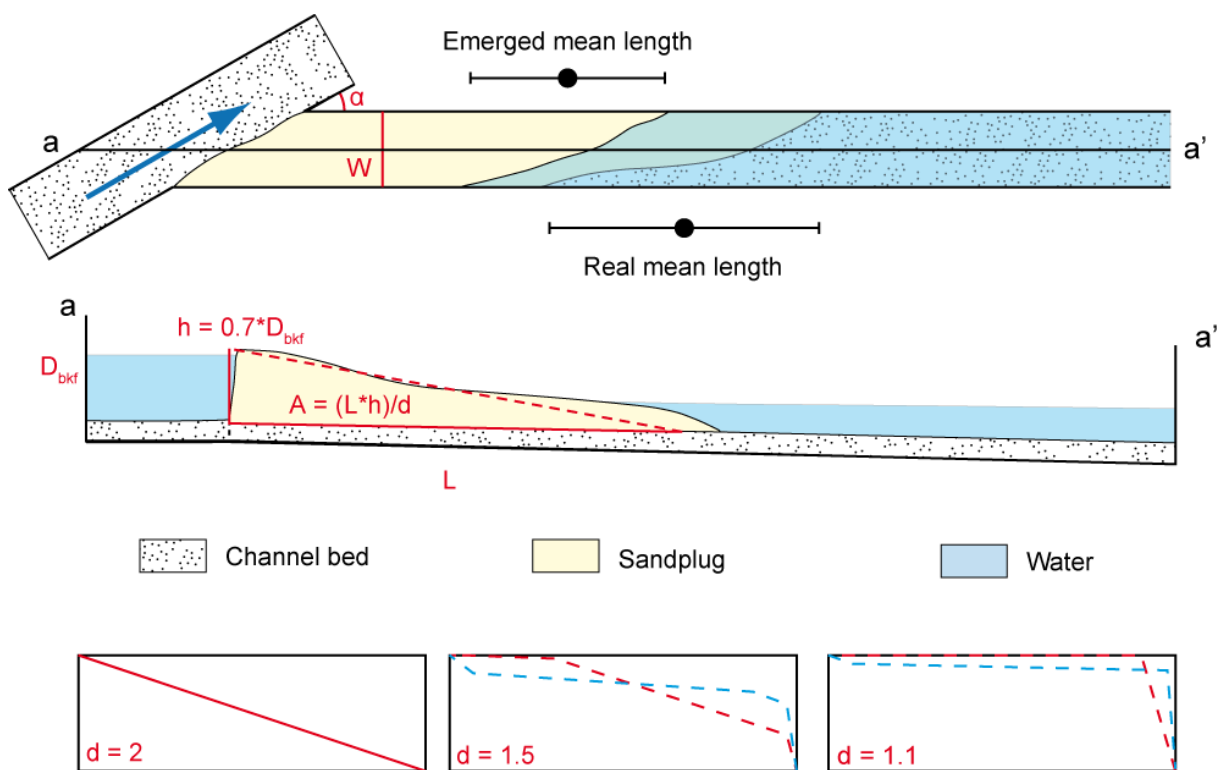 Emerged mean length
α
a
W
a'
Real mean length
a
h = 0.7*Dbkf
a'
Dbkf
A = (L*h)/d
L
Channel bed
Sandplug
Water
d = 2
d = 1.5
d = 1.1